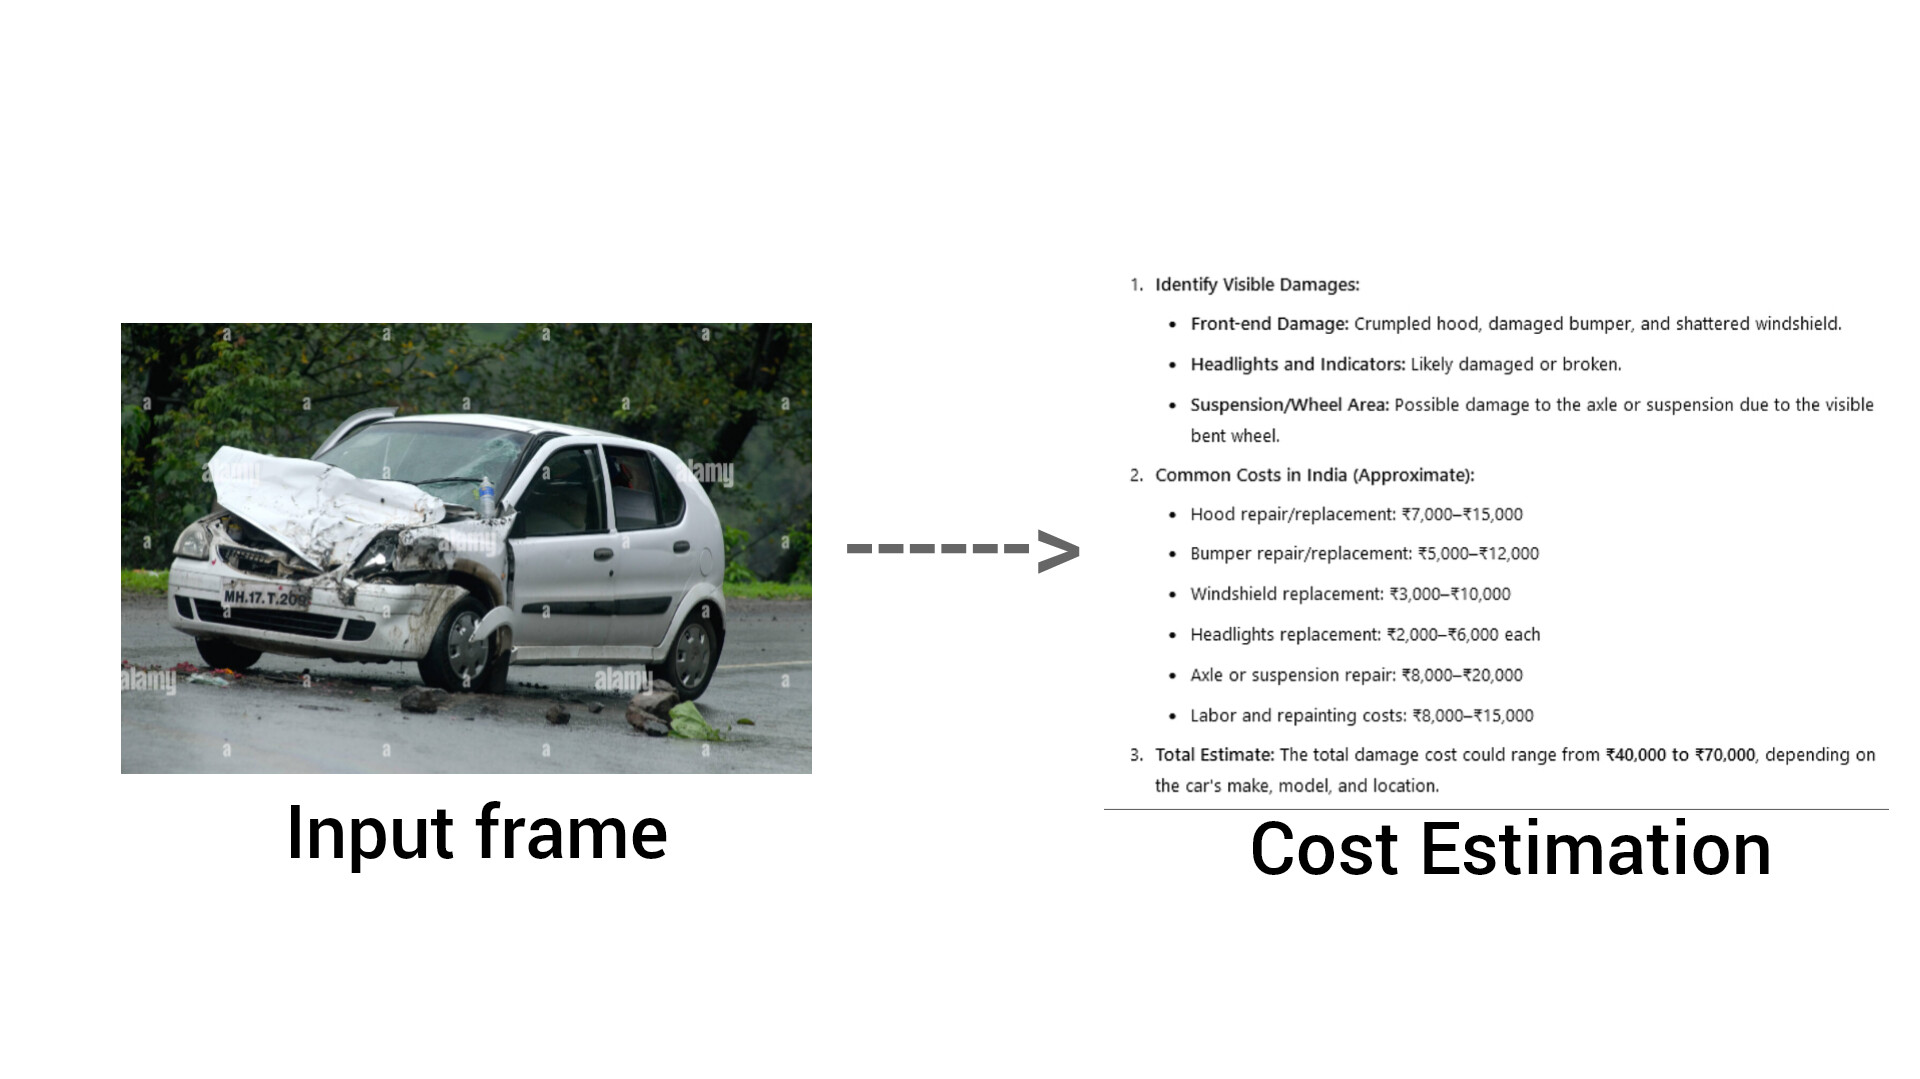 alamy
alamy
alamy
MH.17.T.209
alamy
alamy
Input frame
1. Identify Visible Damages:
• Front-end Damage: Crumpled hood, damaged bumper, and shattered windshield.
• Headlights and Indicators: Likely damaged or broken.
• Suspension/Wheel Area: Possible damage to the axle or suspension due to the visible
bent wheel.
2. Common Costs in India (Approximate):
• Hood repair/replacement: ₹7,000–₹15,000
• Bumper repair/replacement: ₹5,000–₹12,000
• Windshield replacement: ₹3,000–₹10,000
• Headlights replacement: ₹2,000–₹6,000 each
• Axle or suspension repair: ₹8,000–₹20,000
• Labor and repainting costs: ₹8,000–₹15,000
3. Total Estimate: The total damage cost could range from ₹40,000 to ₹70,000, depending on
the car's make, model, and location.
Cost Estimation